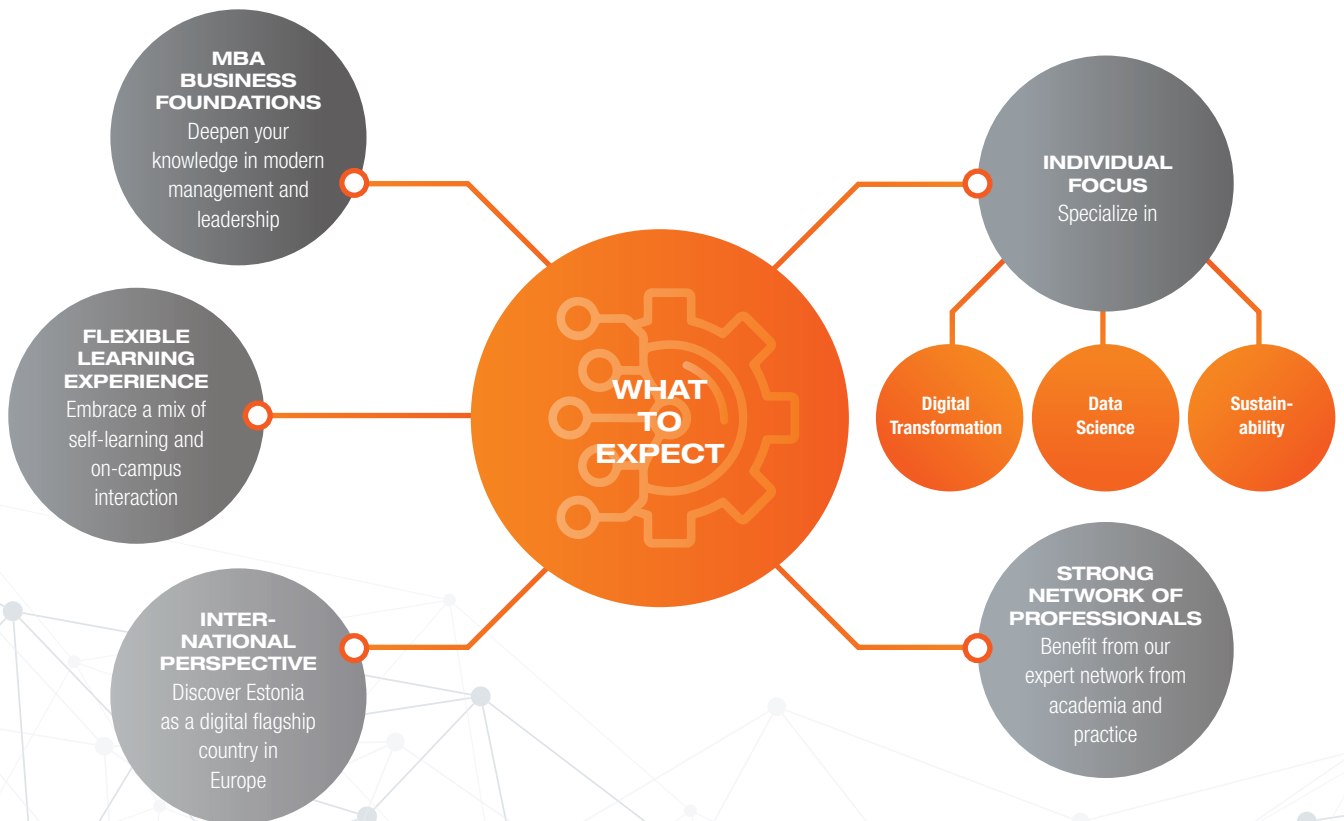 MBA
BUSINESS
FOUNDATIONS
Deepen your
knowledge in modern
management and
leadership
FLEXIBLE
LEARNING
EXPERIENCE
Embrace a mix of
self-learning and
on-campus
interaction
INTER-
NATIONAL
PERSPECTIVE
Discover Estonia
as a digital flagship
country in
Europe
WHAT
TO
EXPECT
INDIVIDUAL
FOCUS
Specialize in
Digital
Transformation
Data
Science
Sustain-
ability
STRONG
NETWORK OF
PROFESSIONALS
Benefit from our
expert network from
academia and
practice